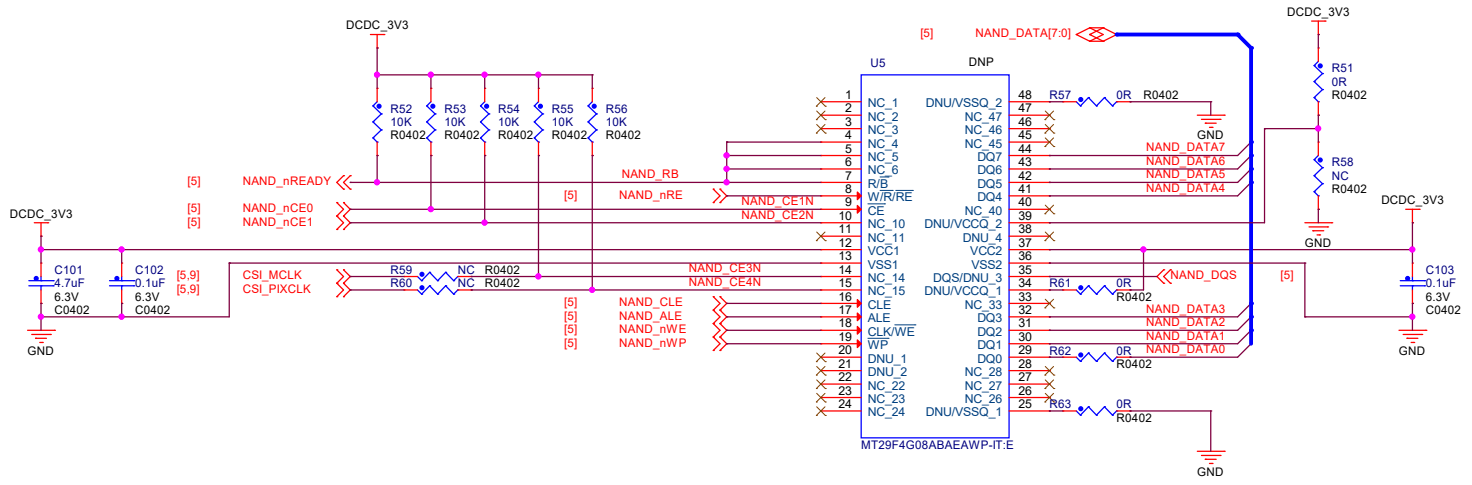 DCDC_3V3
R52
10K
R0402
R53
10K
R0402
R54
10K
R0402
R55
10K
R0402
R56
10K
R0402
[5] NAND_nREADY
NAND_RB
[5] NAND_nRE
[5] NAND_nCE0
NAND_CE1N
[5] NAND_nCE1
NAND_CE2N
DCDC_3V3
C101
4.7uF
6.3V
C0402
C102
0.1uF
6.3V
C0402
GND
[5,9] CSI_MCLK
R59 NC R0402
NAND_CE3N
[5,9] CSI_PIXCLK
R60 NC R0402
NAND_CE4N
[5] NAND_CLE
[5] NAND_ALE
[5] NAND_nWE
[5] NAND_nWP
[5] NAND_DATA[7:0]
U5 DNP
1 NC_1
2 NC_2
3 NC_3
4 NC_4
5 NC_5
6 NC_6
7 R/B
8 W/R/RE
9 CE
10 NC_10
11 NC_11
12 VCC1
13 VSS1
14 NC_14
15 NC_15
16 CLE
17 ALE
18 CLK/WE
19 WP
20 DNU_1
21 DNU_2
22 NC_22
23 NC_23
24 NC_24
DNU/VSSQ_2 48
NC_47 47
NC_46 46
NC_45 45
DQ7 44
DQ6 43
DQ5 42
DQ4 41
NC_40 40
DNU/VCCQ_2 39
DNU_4 38
VCC2 37
VSS2 36
DQS/DNU_3 35
DNU/VCCQ_1 34
NC_33 33
DQ3 32
DQ2 31
DQ1 30
DQ0 29
NC_28 28
NC_27 27
NC_26 26
DNU/VSSQ_1 25
MT29F4G08ABAEAWP-IT:E
R57 0R R0402
GND
NAND_DATA7
NAND_DATA6
NAND_DATA5
NAND_DATA4
NAND_DQS [5]
R61 0R
R0402
NAND_DATA3
NAND_DATA2
NAND_DATA1
NAND_DATA0
R62 0R
R0402
R63 0R
R0402
GND
DCDC_3V3
R51
0R
R0402
R58
NC
R0402
GND
DCDC_3V3
C103
0.1uF
6.3V
C0402
GND